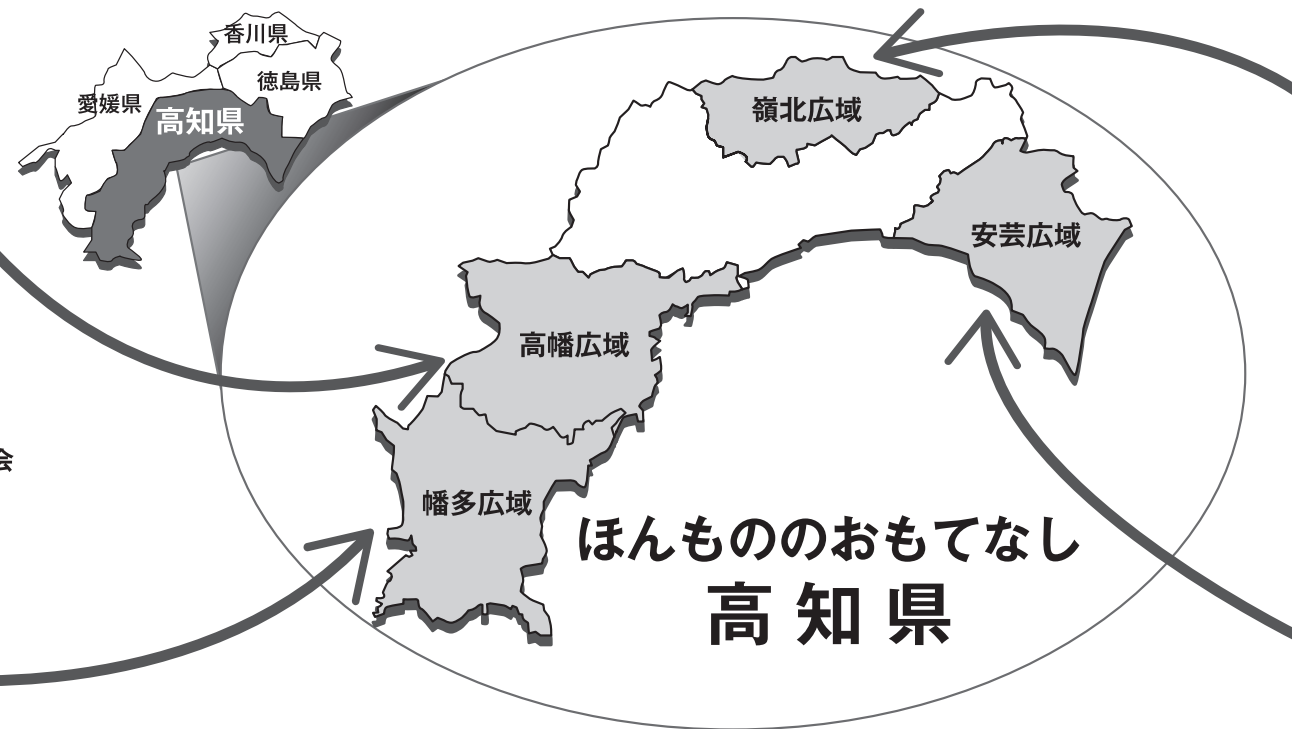 香川県
徳島県
愛媛県
高知県
嶺北広域
安芸広域
高幡広域
幡多広域
会
ほんもののおもてなし
高知県